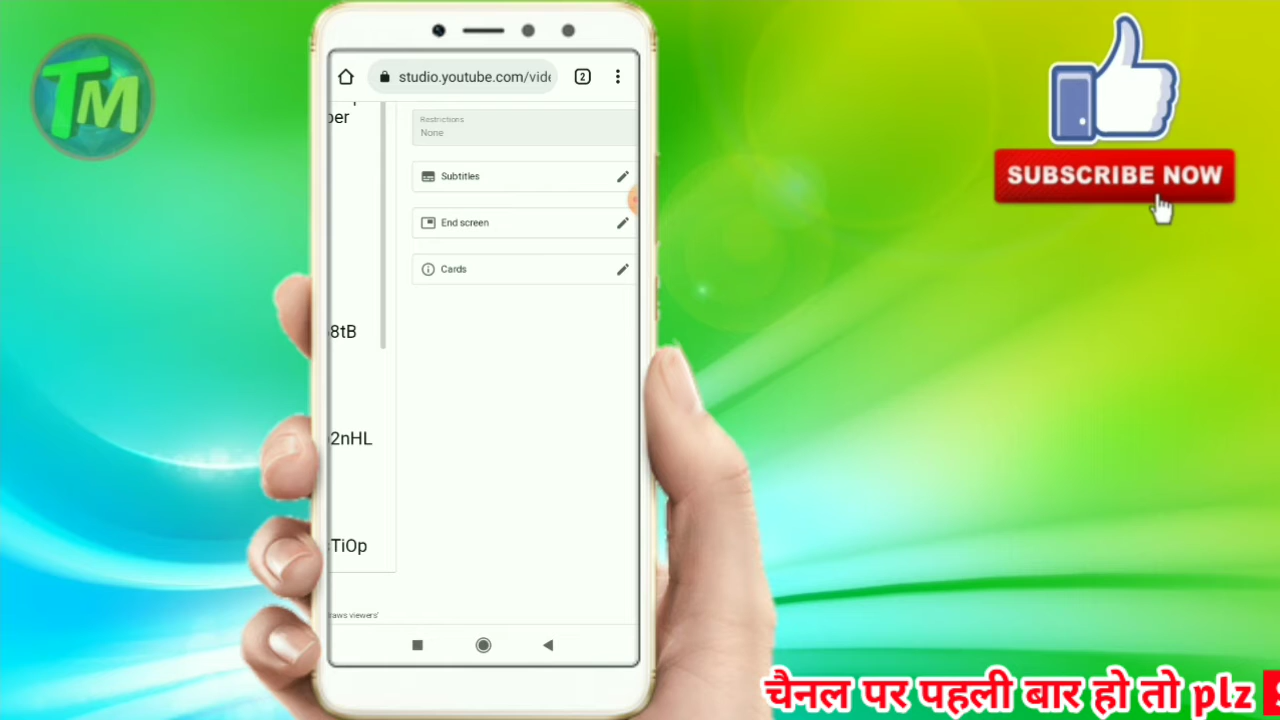 TM
studio.youtube.com/vide
2
per
Restrictions
None
Subtitles
End screen
Cards
8tB
2nHL
TiOp
raws viewers'
SUBSCRIBE NOW
चैनल पर पहली बार हो तो plz